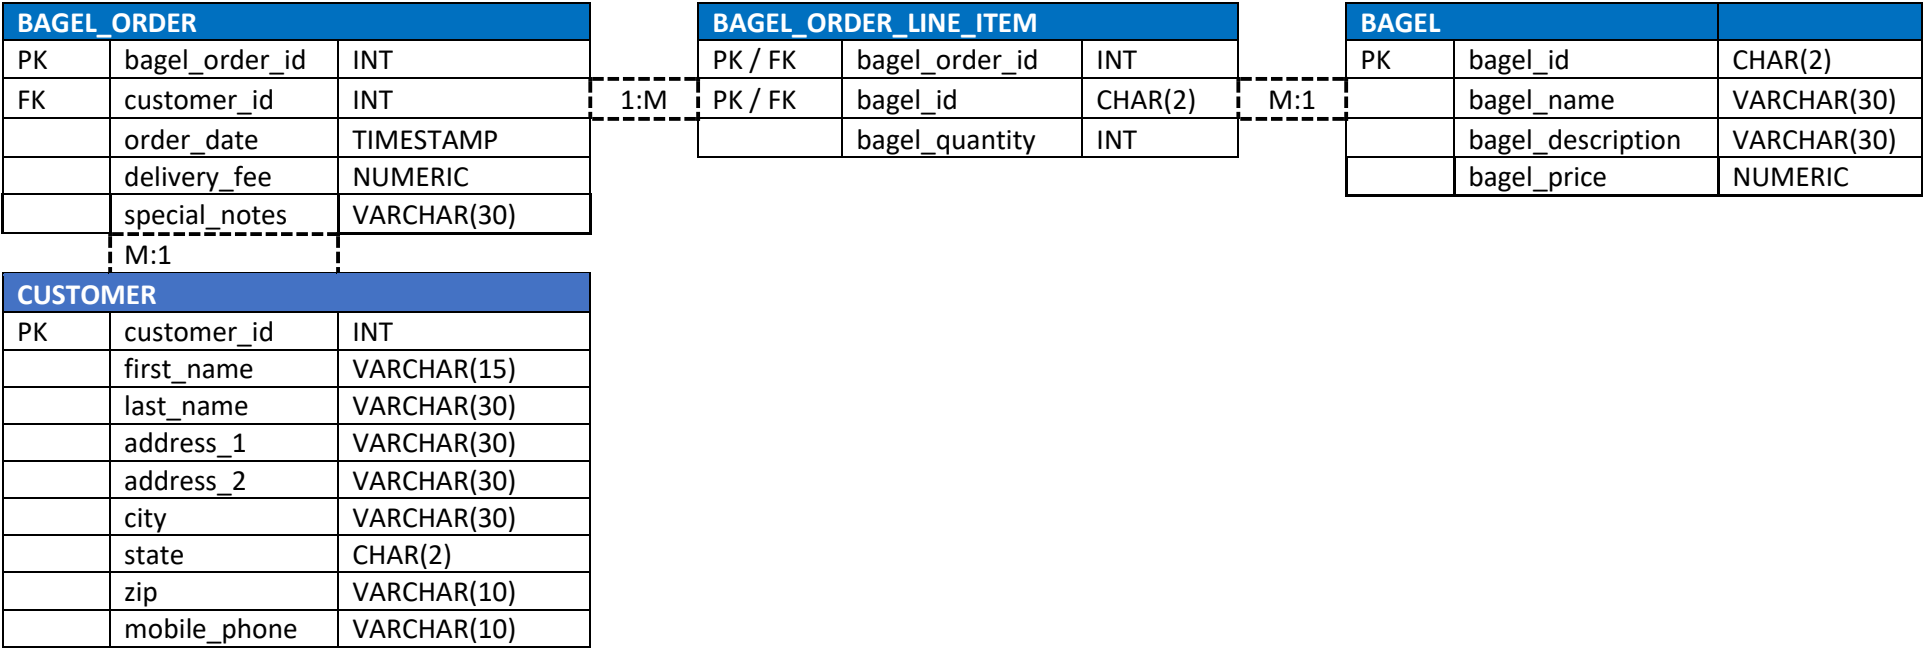 BAGEL_ORDER
PK bagel_order_id INT
FK customer_id INT
order_date TIMESTAMP
delivery_fee NUMERIC
special_notes VARCHAR(30)
1:M
BAGEL_ORDER_LINE_ITEM
PK / FK bagel_order_id INT
PK / FK bagel_id CHAR(2)
bagel_quantity INT
M:1
BAGEL
PK bagel_id CHAR(2)
bagel_name VARCHAR(30)
bagel_description VARCHAR(30)
bagel_price NUMERIC
M:1
CUSTOMER
PK customer_id INT
first_name VARCHAR(15)
last_name VARCHAR(30)
address_1 VARCHAR(30)
address_2 VARCHAR(30)
city VARCHAR(30)
state CHAR(2)
zip VARCHAR(10)
mobile_phone VARCHAR(10)